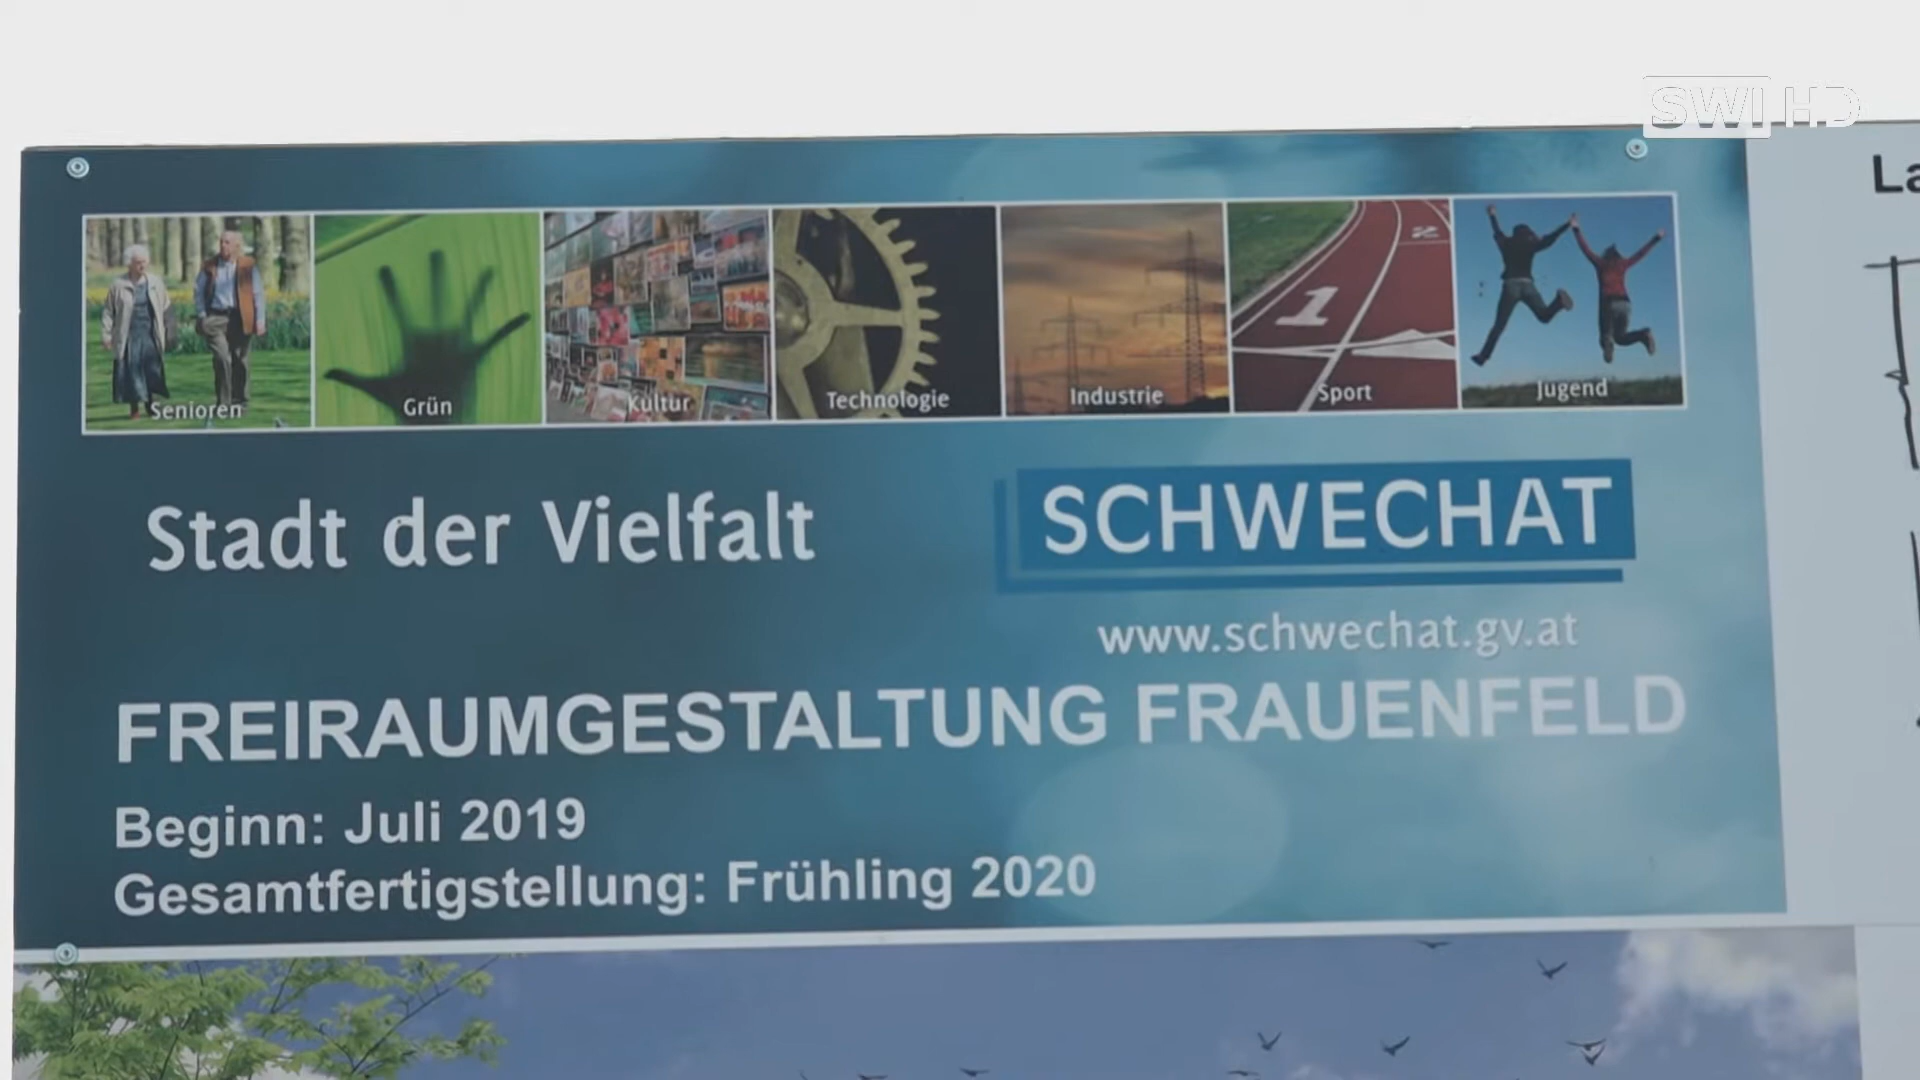 SWI HD
La
Senioren Grün Kultur Technologie Industrie Sport Jugend
Stadt der Vielfalt
SCHWECHAT
www.schwechat.gv.at
FREIRAUMGESTALTUNG FRAUENFELD
Beginn: Juli 2019
Gesamtfertigstellung: Frühling 2020